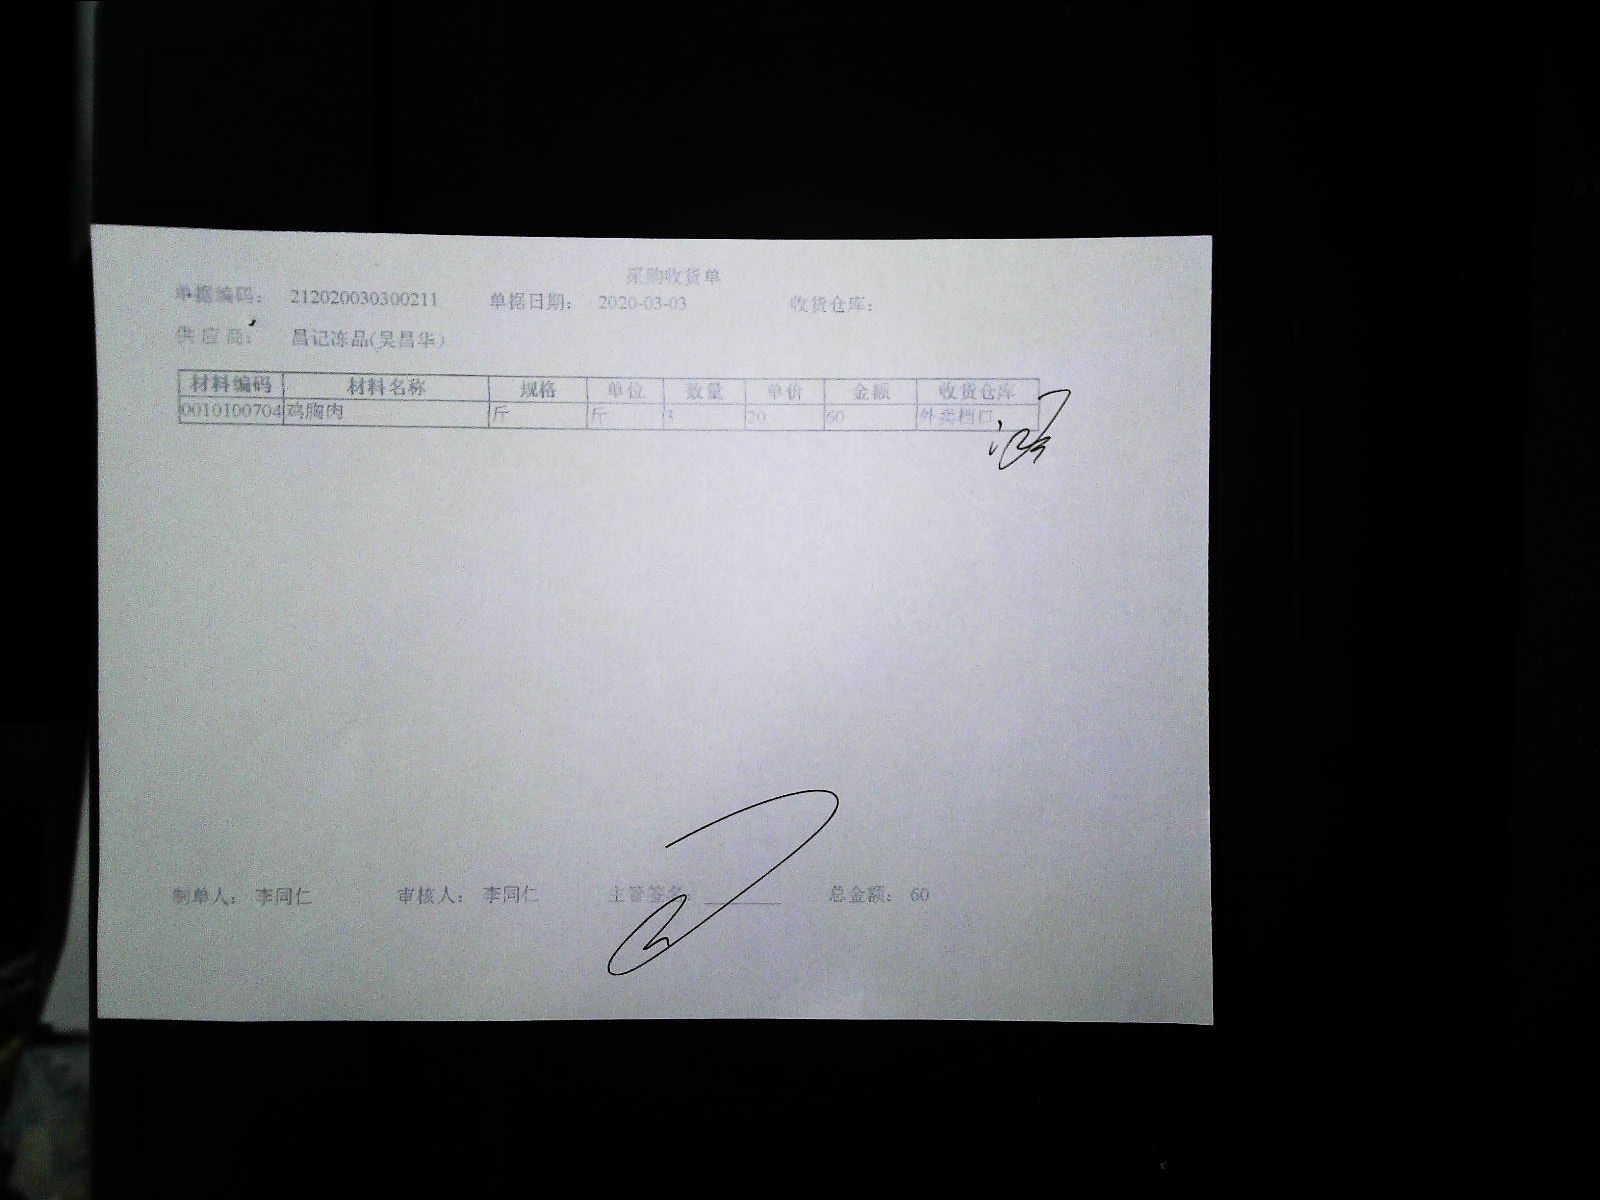 采购收货单
单据编码： 212020030300211 单据日期： 2020-03-03 收货仓库：
供应商： 昌记冻品(吴昌华)
材料编码 材料名称 规格 单位 数量 单价 金额 收货仓库
0010100704 鸡胸肉 斤 斤 3 20 60 外卖档口
制单人： 李同仁 审核人： 李同仁 主管签名： 总金额： 60